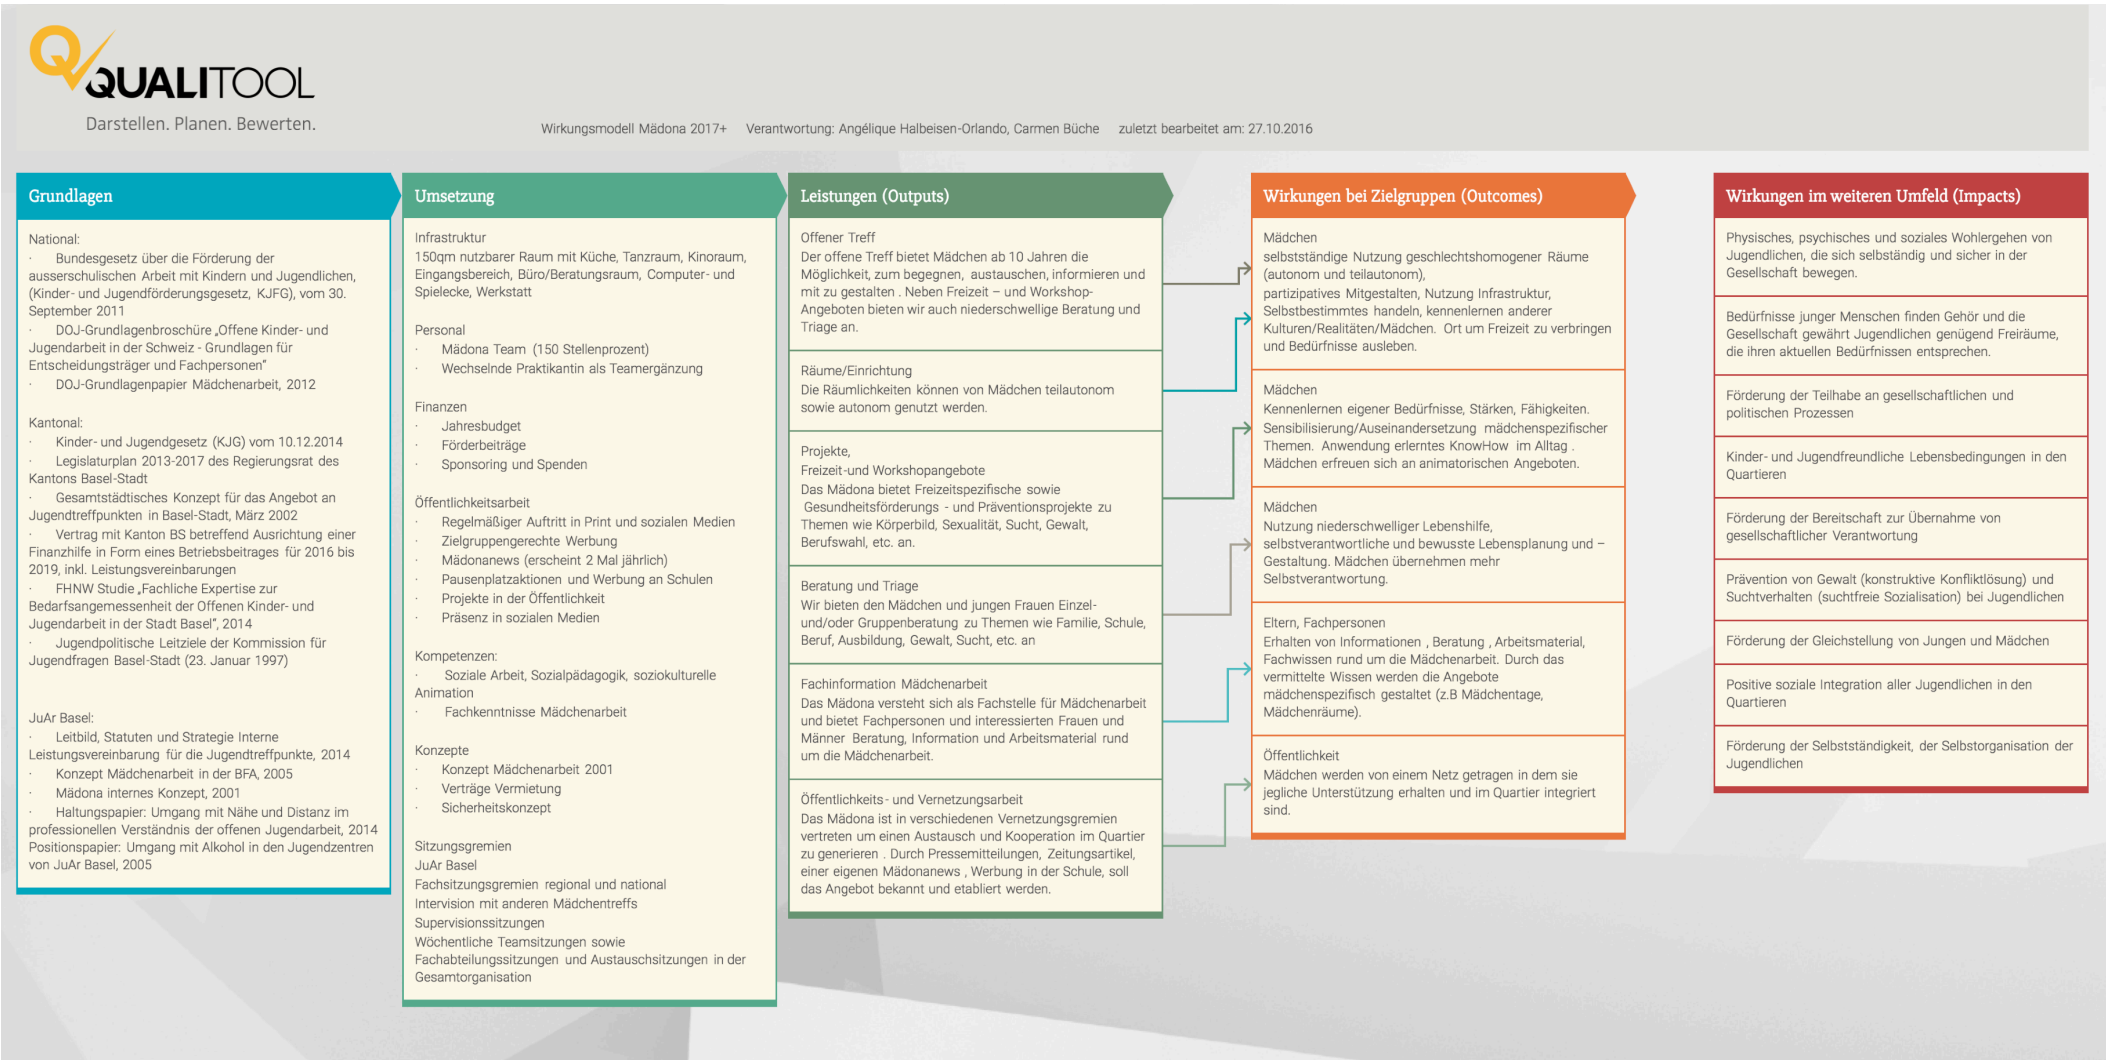 QUALITOOL
Darstellen. Planen. Bewerten.
Wirkungsmodell Mädona 2017+ Verantwortung: Angélique Halbeisen-Orlando, Carmen Büche zuletzt bearbeitet am: 27.10.2016
Grundlagen
National:
· Bundesgesetz über die Förderung der
ausserschulischen Arbeit mit Kindern und Jugendlichen,
(Kinder- und Jugendförderungsgesetz, KJFG), vom 30.
September 2011
· DOJ-Grundlagenbroschüre „Offene Kinder- und
Jugendarbeit in der Schweiz - Grundlagen für
Entscheidungsträger und Fachpersonen“
· DOJ-Grundlagenpapier Mädchenarbeit, 2012
Kantonal:
· Kinder- und Jugendgesetz (KJG) vom 10.12.2014
· Legislaturplan 2013-2017 des Regierungsrat des
Kantons Basel-Stadt
· Gesamtstädtisches Konzept für das Angebot an
Jugendtreffpunkten in Basel-Stadt, März 2002
· Vertrag mit Kanton BS betreffend Ausrichtung einer
Finanzhilfe in Form eines Betriebsbeitrages für 2016 bis
2019, inkl. Leistungsvereinbarungen
· FHNW Studie „Fachliche Expertise zur
Bedarfsangemessenheit der Offenen Kinder- und
Jugendarbeit in der Stadt Basel“, 2014
· Jugendpolitische Leitziele der Kommission für
Jugendfragen Basel-Stadt (23. Januar 1997)
JuAr Basel:
· Leitbild, Statuten und Strategie Interne
Leistungsvereinbarung für die Jugendtreffpunkte, 2014
· Konzept Mädchenarbeit in der BFA, 2005
· Mädona internes Konzept, 2001
· Haltungspapier: Umgang mit Nähe und Distanz im
professionellen Verständnis der offenen Jugendarbeit, 2014
Positionspapier: Umgang mit Alkohol in den Jugendzentren
von JuAr Basel, 2005
Umsetzung
Infrastruktur
150qm nutzbarer Raum mit Küche, Tanzraum, Kinoraum,
Eingangsbereich, Büro/Beratungsraum, Computer- und
Spielecke, Werkstatt
Personal
· Mädona Team (150 Stellenprozent)
· Wechselnde Praktikantin als Teamergänzung
Finanzen
· Jahresbudget
· Förderbeiträge
· Sponsoring und Spenden
Öffentlichkeitsarbeit
· Regelmäßiger Auftritt in Print und sozialen Medien
· Zielgruppengerechte Werbung
· Mädonanews (erscheint 2 Mal jährlich)
· Pausenplatzaktionen und Werbung an Schulen
· Projekte in der Öffentlichkeit
· Präsenz in sozialen Medien
Kompetenzen:
· Soziale Arbeit, Sozialpädagogik, soziokulturelle
Animation
· Fachkenntnisse Mädchenarbeit
Konzepte
· Konzept Mädchenarbeit 2001
· Verträge Vermietung
· Sicherheitskonzept
Sitzungsgremien
JuAr Basel
Fachsitzungsgremien regional und national
Intervision mit anderen Mädchentreffs
Supervisionssitzungen
Wöchentliche Teamsitzungen sowie
Fachabteilungssitzungen und Austauschsitzungen in der
Gesamtorganisation
Leistungen (Outputs)
Offener Treff
Der offene Treff bietet Mädchen ab 10 Jahren die
Möglichkeit, zum begegnen, austauschen, informieren und
mit zu gestalten . Neben Freizeit – und Workshop-
Angeboten bieten wir auch niederschwellige Beratung und
Triage an.
Räume/Einrichtung
Die Räumlichkeiten können von Mädchen teilautonom
sowie autonom genutzt werden.
Projekte,
Freizeit-und Workshopangebote
Das Mädona bietet Freizeitspezifische sowie
Gesundheitsförderungs - und Präventionsprojekte zu
Themen wie Körperbild, Sexualität, Sucht, Gewalt,
Berufswahl, etc. an.
Beratung und Triage
Wir bieten den Mädchen und jungen Frauen Einzel-
und/oder Gruppenberatung zu Themen wie Familie, Schule,
Beruf, Ausbildung, Gewalt, Sucht, etc. an
Fachinformation Mädchenarbeit
Das Mädona versteht sich als Fachstelle für Mädchenarbeit
und bietet Fachpersonen und interessierten Frauen und
Männer Beratung, Information und Arbeitsmaterial rund
um die Mädchenarbeit.
Öffentlichkeits- und Vernetzungsarbeit
Das Mädona ist in verschiedenen Vernetzungsgremien
vertreten um einen Austausch und Kooperation im Quartier
zu generieren . Durch Pressemitteilungen, Zeitungsartikel,
einer eigenen Mädonanews , Werbung in der Schule, soll
das Angebot bekannt und etabliert werden.
Wirkungen bei Zielgruppen (Outcomes)
Mädchen
selbstständige Nutzung geschlechtshomogener Räume
(autonom und teilautonom),
partizipatives Mitgestalten, Nutzung Infrastruktur,
Selbstbestimmtes handeln, kennenlernen anderer
Kulturen/Realitäten/Mädchen. Ort um Freizeit zu verbringen
und Bedürfnisse ausleben.
Mädchen
Kennenlernen eigener Bedürfnisse, Stärken, Fähigkeiten.
Sensibilisierung/Auseinandersetzung mädchenspezifischer
Themen. Anwendung erlerntes KnowHow im Alltag .
Mädchen erfreuen sich an animatorischen Angeboten.
Mädchen
Nutzung niederschwelliger Lebenshilfe,
selbstverantwortliche und bewusste Lebensplanung und –
Gestaltung. Mädchen übernehmen mehr
Selbstverantwortung.
Eltern, Fachpersonen
Erhalten von Informationen , Beratung , Arbeitsmaterial,
Fachwissen rund um die Mädchenarbeit. Durch das
vermittelte Wissen werden die Angebote
mädchenspezifisch gestaltet (z.B Mädchentage,
Mädchenräume).
Öffentlichkeit
Mädchen werden von einem Netz getragen in dem sie
jegliche Unterstützung erhalten und im Quartier integriert
sind.
Wirkungen im weiteren Umfeld (Impacts)
Physisches, psychisches und soziales Wohlergehen von
Jugendlichen, die sich selbständig und sicher in der
Gesellschaft bewegen.
Bedürfnisse junger Menschen finden Gehör und die
Gesellschaft gewährt Jugendlichen genügend Freiräume,
die ihren aktuellen Bedürfnissen entsprechen.
Förderung der Teilhabe an gesellschaftlichen und
politischen Prozessen
Kinder- und Jugendfreundliche Lebensbedingungen in den
Quartieren
Förderung der Bereitschaft zur Übernahme von
gesellschaftlicher Verantwortung
Prävention von Gewalt (konstruktive Konfliktlösung) und
Suchtverhalten (suchtfreie Sozialisation) bei Jugendlichen
Förderung der Gleichstellung von Jungen und Mädchen
Positive soziale Integration aller Jugendlichen in den
Quartieren
Förderung der Selbstständigkeit, der Selbstorganisation der
Jugendlichen